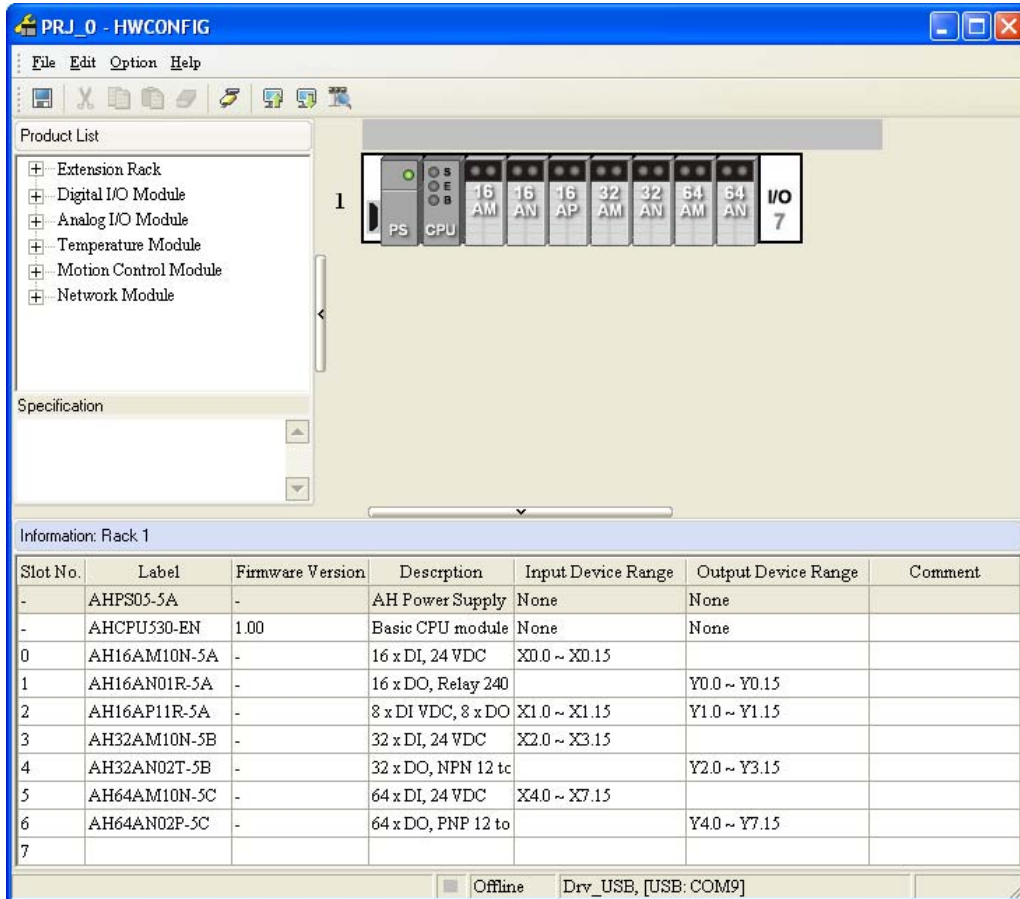 PRJ_0 - HWCONFIG
File Edit Option Help
Product List
Extension Rack
Digital I/O Module
Analog I/O Module
Temperature Module
Motion Control Module
Network Module
Specification
1
PS CPU S E B 16 AM 16 AN 16 AP 32 AM 32 AN 64 AM 64 AN I/O 7
Information: Rack 1
Slot No. Label Firmware Version Descrption Input Device Range Output Device Range Comment
- AHPS05-5A - AH Power Supply None None
- AHCPU530-EN 1.00 Basic CPU module None None
0 AH16AM10N-5A - 16 x DI, 24 VDC X0.0 ~ X0.15
1 AH16AN01R-5A - 16 x DO, Relay 240 Y0.0 ~ Y0.15
2 AH16AP11R-5A - 8 x DI VDC, 8 x DO X1.0 ~ X1.15 Y1.0 ~ Y1.15
3 AH32AM10N-5B - 32 x DI, 24 VDC X2.0 ~ X3.15
4 AH32AN02T-5B - 32 x DO, NPN 12 to Y2.0 ~ Y3.15
5 AH64AM10N-5C - 64 x DI, 24 VDC X4.0 ~ X7.15
6 AH64AN02P-5C - 64 x DO, PNP 12 to Y4.0 ~ Y7.15
7
Offline Drv_USB, [USB: COM9]